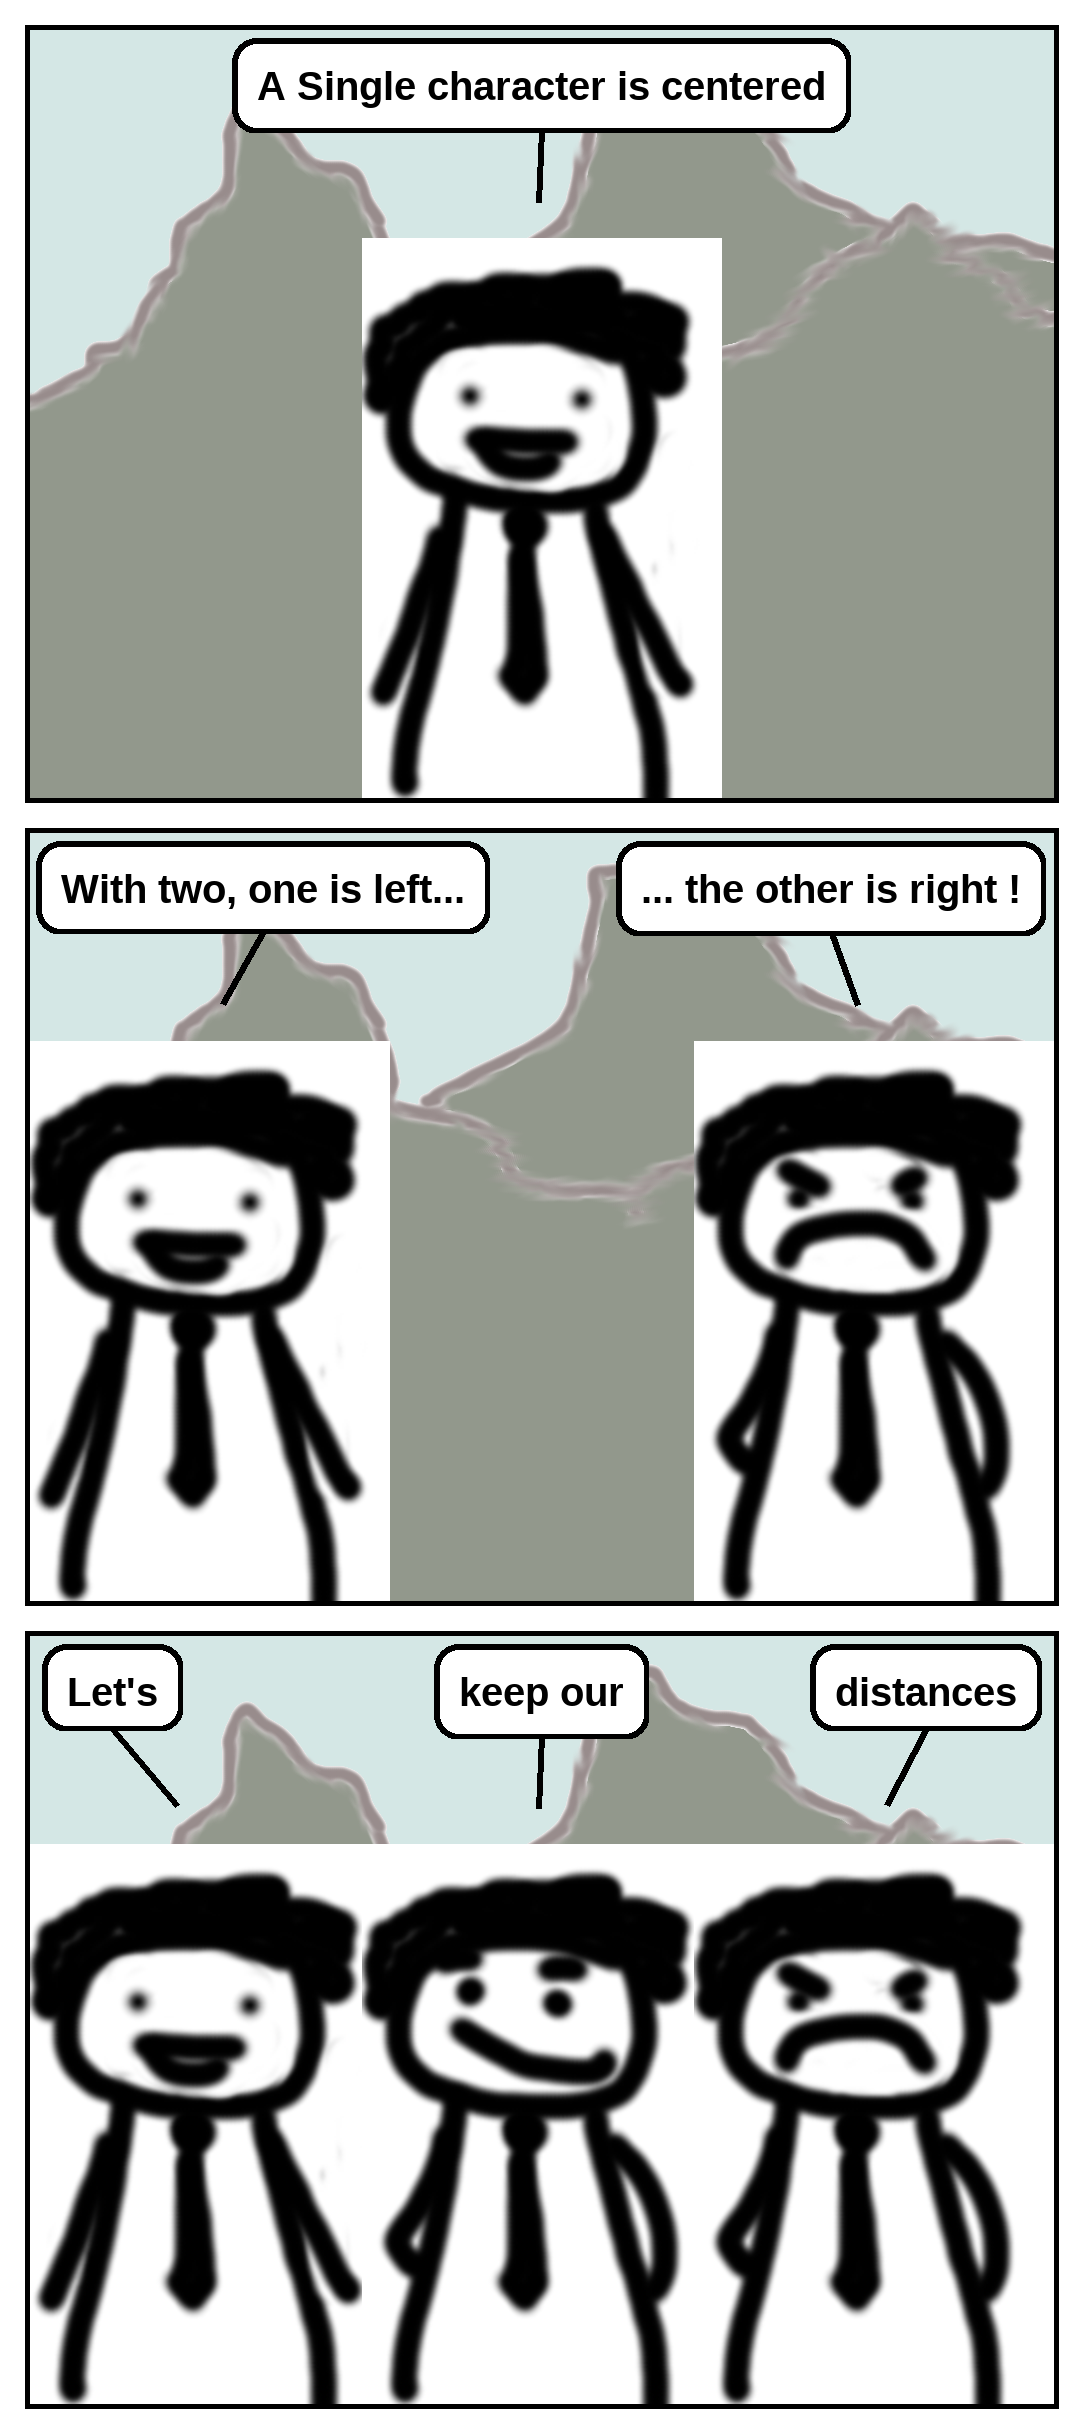 A Single character is centered
With two, one is left...
... the other is right !
Let's
keep our
distances